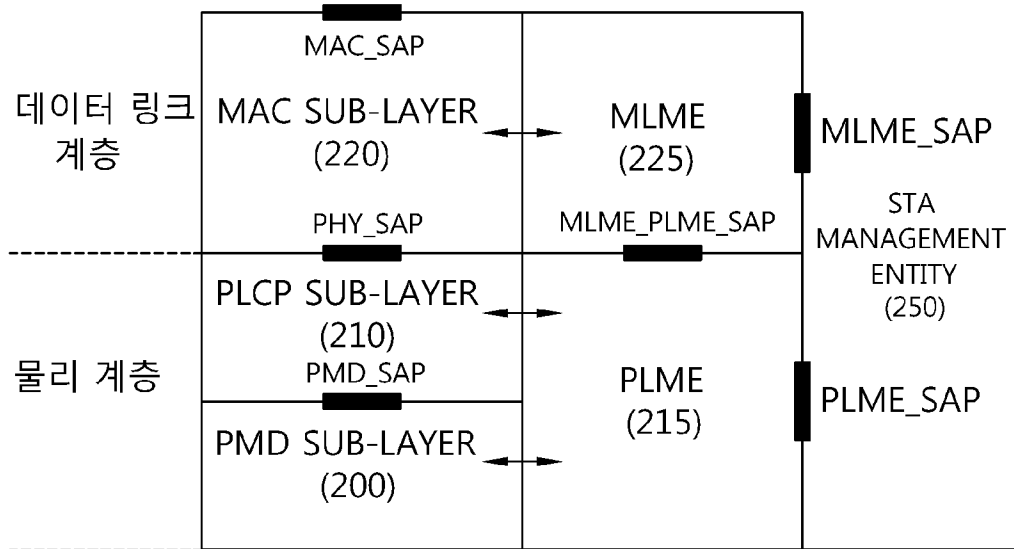 MAC_SAP
데이터 링크
계층
MAC SUB-LAYER
(220)
MLME
(225)
MLME_SAP
PHY_SAP
MLME_PLME_SAP
STA
MANAGEMENT
ENTITY
(250)
물리 계층
PLCP SUB-LAYER
(210)
PMD_SAP
PMD SUB-LAYER
(200)
PLME
(215)
PLME_SAP